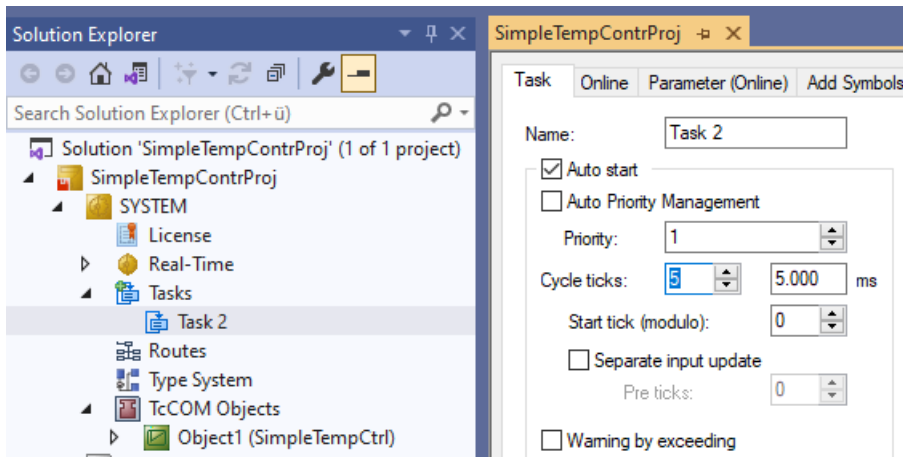 Solution Explorer
Search Solution Explorer (Ctrl+ü)
Solution 'SimpleTempContrProj' (1 of 1 project)
SimpleTempContrProj
SYSTEM
License
Real-Time
Tasks
Task 2
Routes
Type System
TcCOM Objects
Object1 (SimpleTempCtrl)
SimpleTempContrProj
Task Online Parameter (Online) Add Symbols
Name: Task 2
Auto start
Auto Priority Management
Priority: 1
Cycle ticks: 5 5.000 ms
Start tick (modulo): 0
Separate input update
Pre ticks: 0
Warning by exceeding